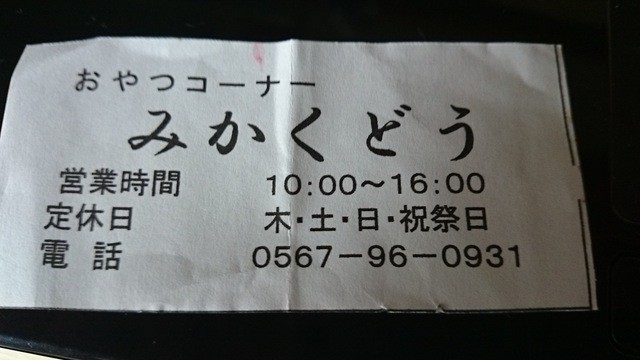 おやつコーナー
みかくどう
営業時間 10:00～16:00
定休日 木・土・日・祝祭日
電話 0567－96－0931